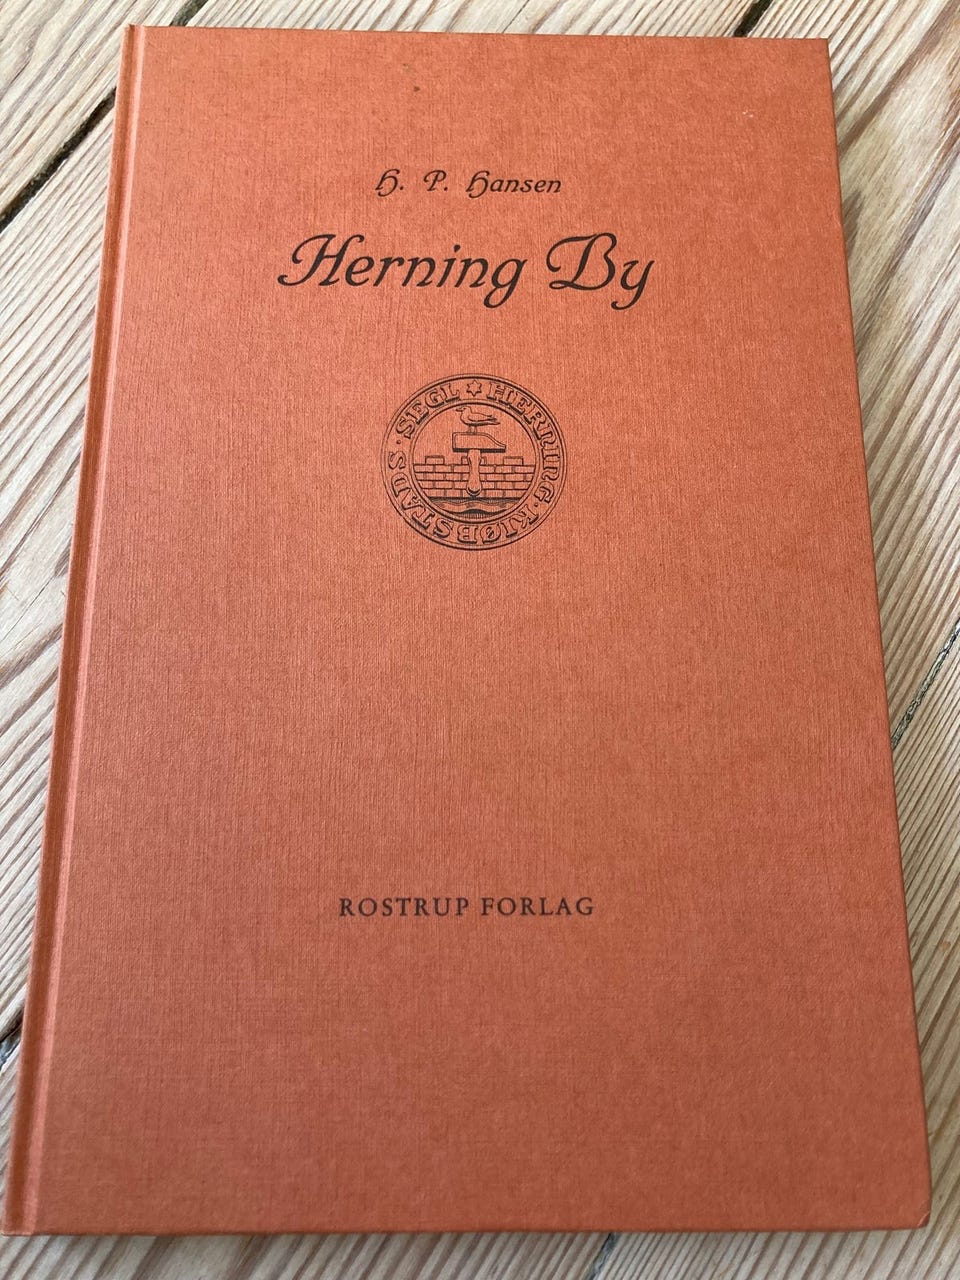 H. P. Hansen
Herning By
SEGL ✶ HERNING · KIØBSTADS ·
ROSTRUP FORLAG